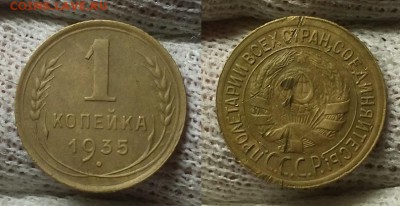 1
КОПЕЙКА
1935
ПРОЛЕТАРИИ ВСЕХ СТРАН, СОЕДИНЯЙТЕСЬ!
С.С.С.Р.